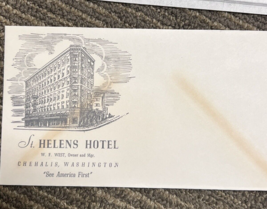 St. HELENS HOTEL
W. F. WEST, Owner and Mgr.
CHEHALIS, WASHINGTON
"See America First"